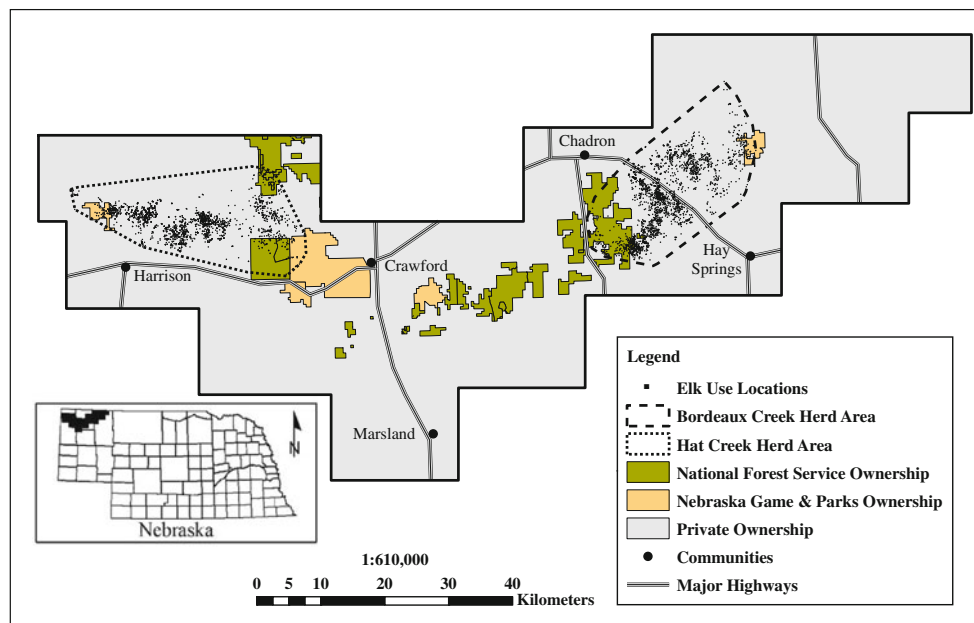 Chadron
Harrison
Crawford
Hay
Springs
Marsland
N
Nebraska
Legend
Elk Use Locations
Bordeaux Creek Herd Area
Hat Creek Herd Area
National Forest Service Ownership
Nebraska Game & Parks Ownership
Private Ownership
Communities
Major Highways
1:610,000
0 5 10 20 30 40
Kilometers